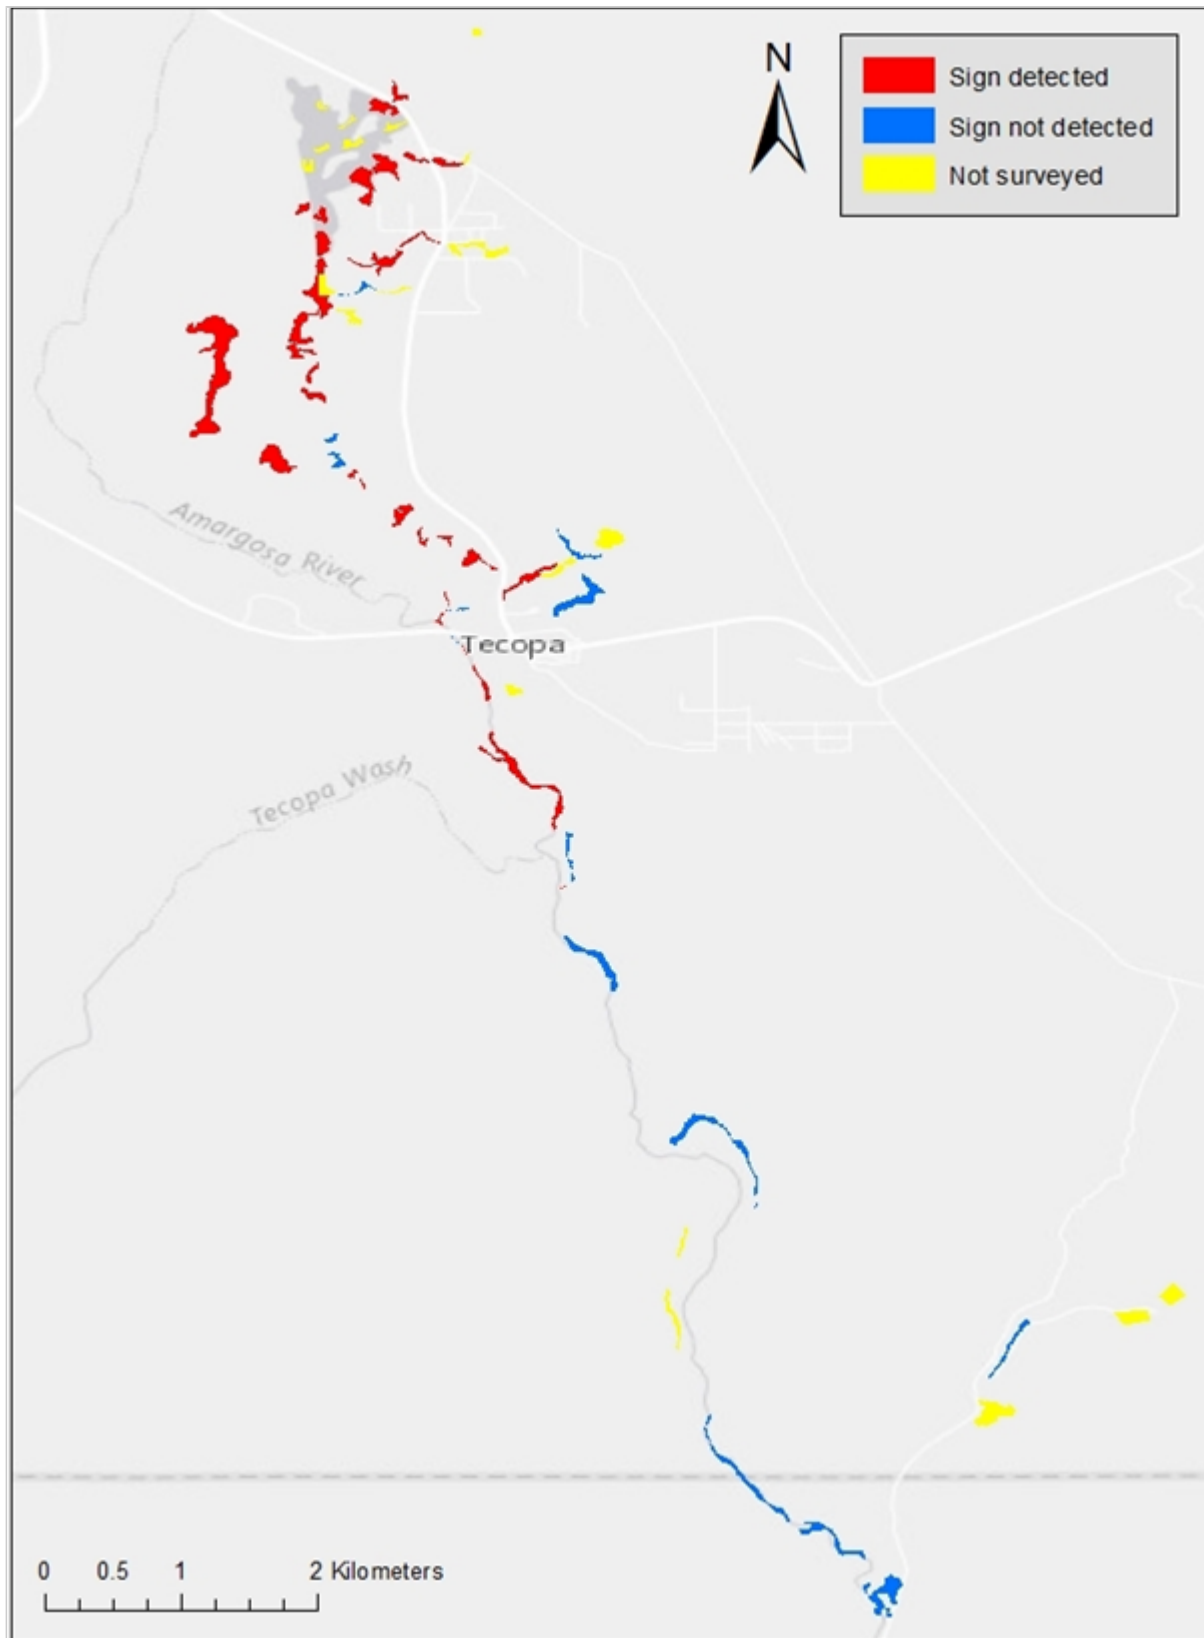 N
Sign detected
Sign not detected
Not surveyed
Amargosa River
Tecopa
Tecopa Wash
0 0.5 1 2 Kilometers